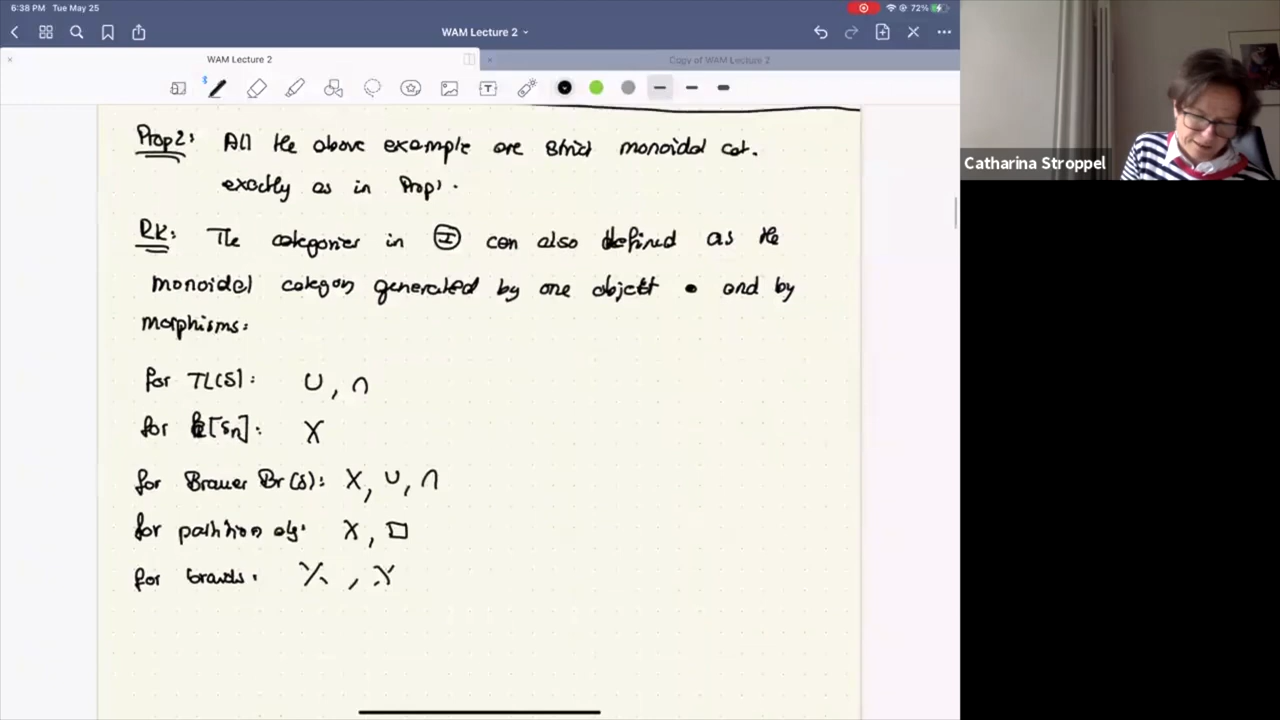 6:38 PM Tue May 25
72%
WAM Lecture 2
WAM Lecture 2
Copy of WAM Lecture 2
Catharina Stroppel
Prop2: All the above example are strict monoidal cat.
exactly as in Prop1.
RK: The categories in I can also defined as the
monoidal category generated by one object • and by
morphisms:
for TL(δ): ∪, ∩
for k[Sn]: X
for Brauer Br(δ): X, ∪, ∩
for partition alg: X, □
for braids: